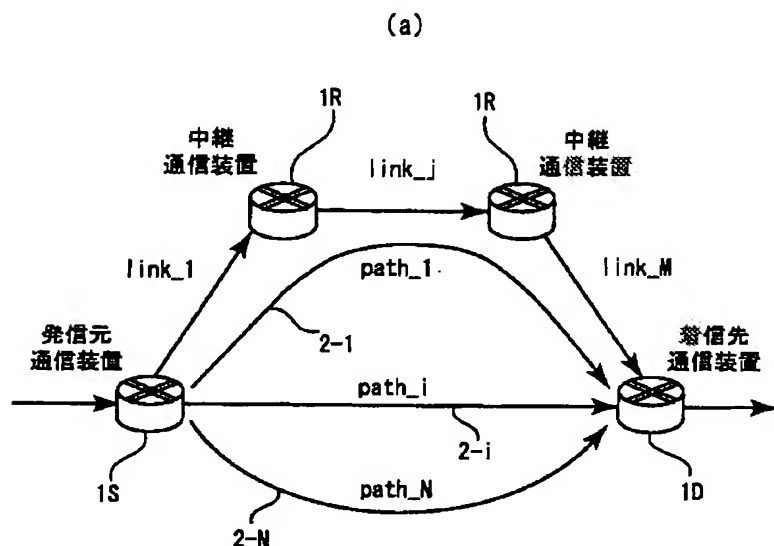 (a)
1R
1R
中継
通信装置
中継
通信装置
link_j
link_1
path_1
link_M
2-1
発信元
通信装置
着信先
通信装置
path_i
2-i
1S
path_N
1D
2-N